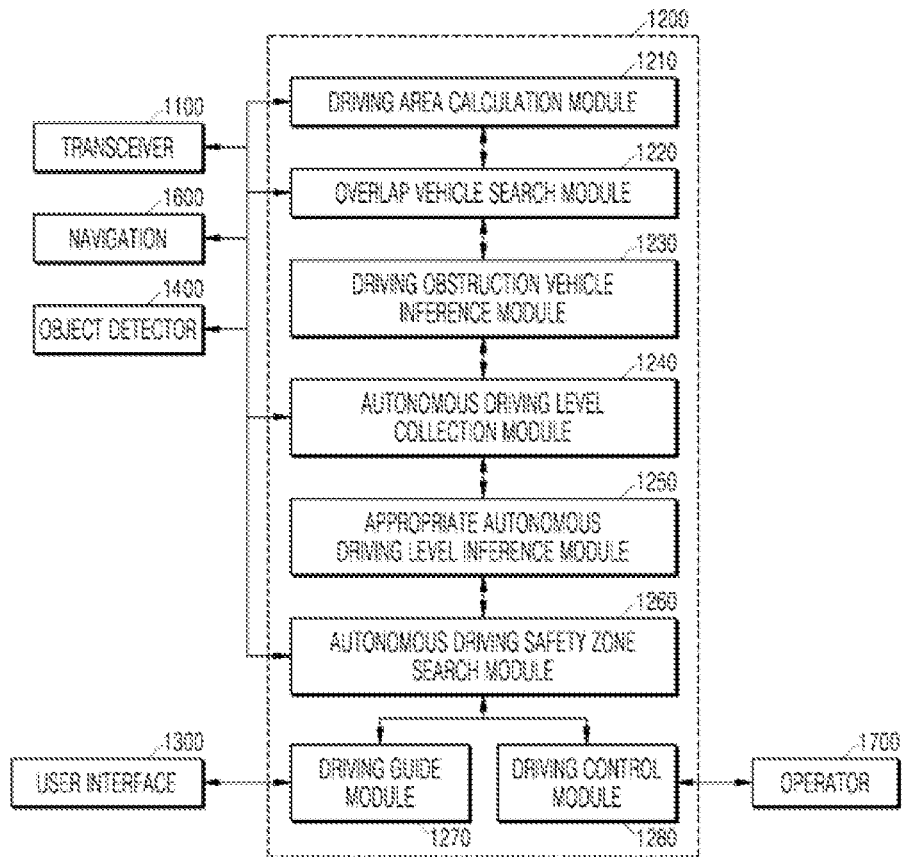 1200
1210
DRIVING AREA CALCULATION MODULE
1100
TRANSCEIVER
1220
OVERLAP VEHICLE SEARCH MODULE
1600
NAVIGATION
1230
DRIVING OBSTRUCTION VEHICLE
INFERENCE MODULE
1400
OBJECT DETECTOR
1240
AUTONOMOUS DRIVING LEVEL
COLLECTION MODULE
1250
APPROPRIATE AUTONOMOUS
DRIVING LEVEL INFERENCE MODULE
1260
AUTONOMOUS DRIVING SAFETY ZONE
SEARCH MODULE
1300
USER INTERFACE
DRIVING GUIDE
MODULE
1270
DRIVING CONTROL
MODULE
1280
1700
OPERATOR